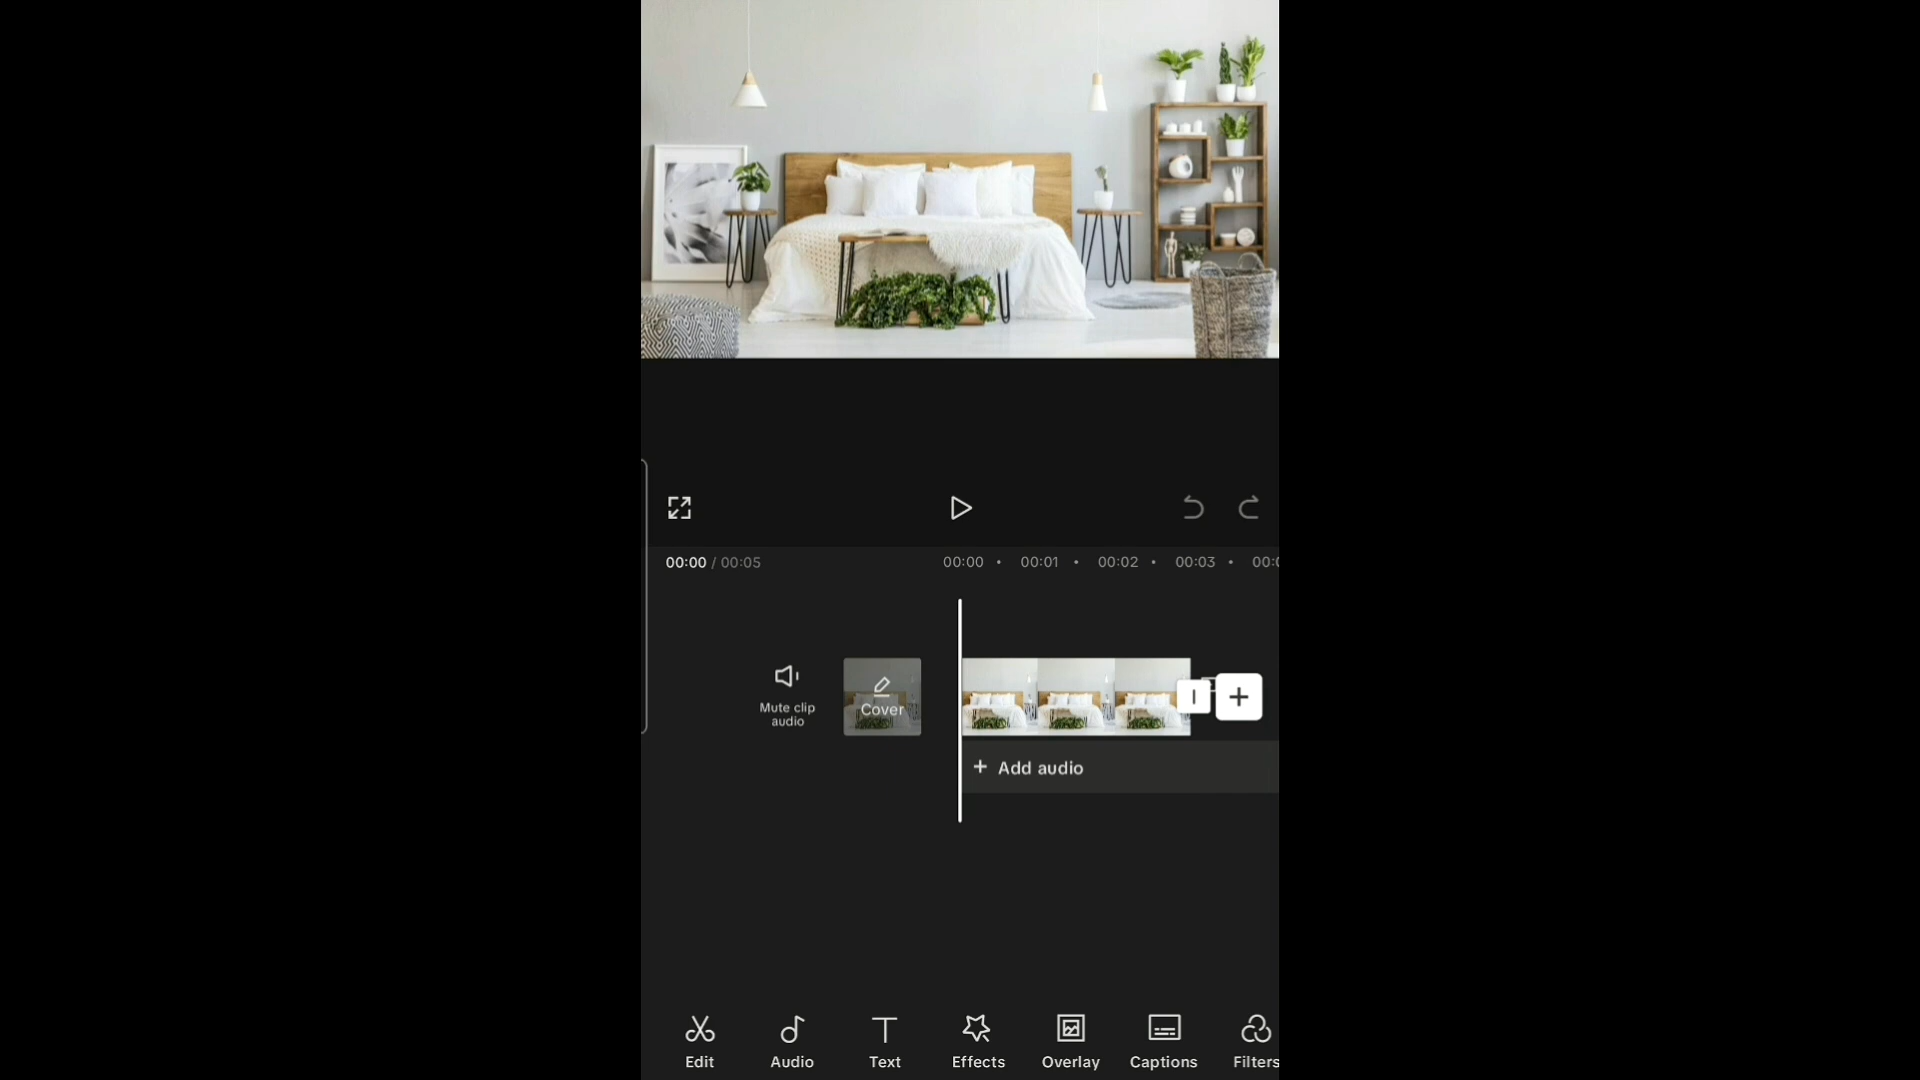 00:00 / 00:05
00:00 00:01 00:02 00:03
Mute clip
audio
Cover
+ Add audio
Edit Audio Text Effects Overlay Captions Filters